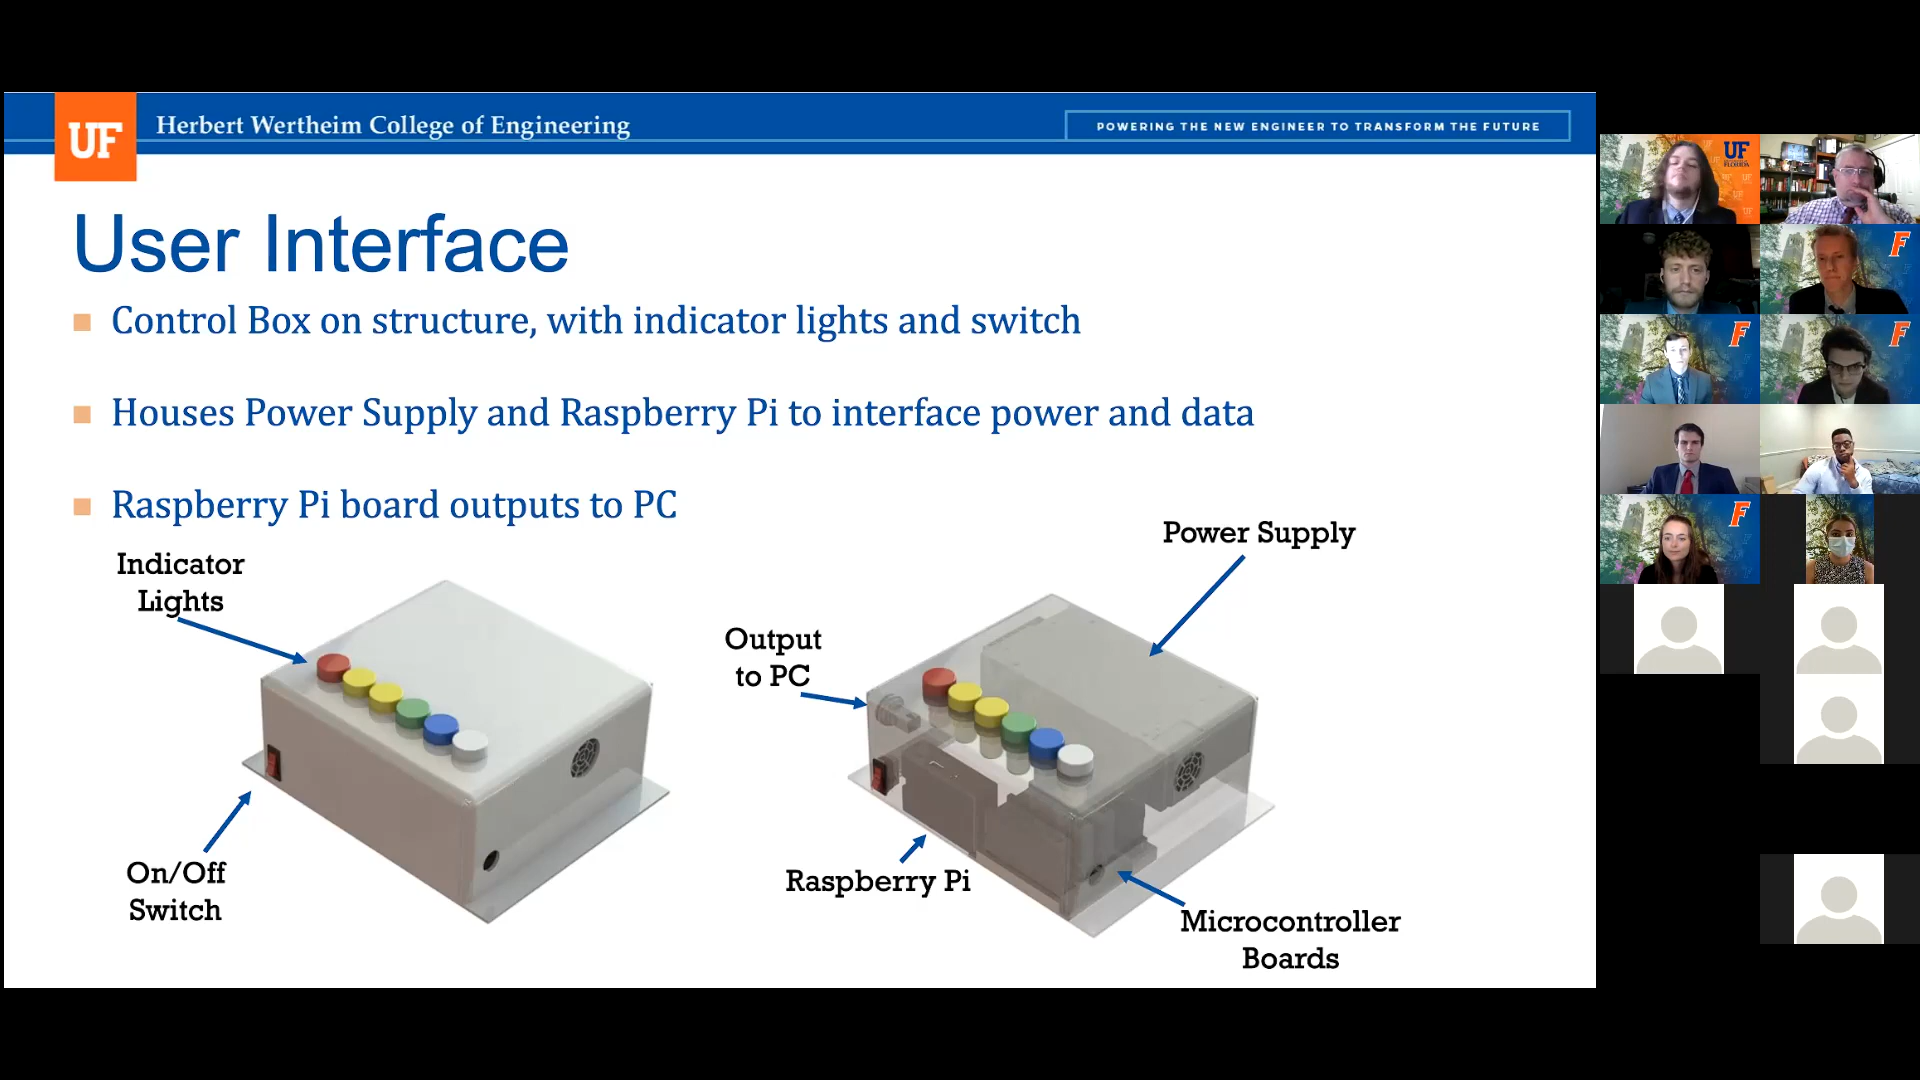 UF
Herbert Wertheim College of Engineering
POWERING THE NEW ENGINEER TO TRANSFORM THE FUTURE
User Interface
Control Box on structure, with indicator lights and switch
Houses Power Supply and Raspberry Pi to interface power and data
Raspberry Pi board outputs to PC
Indicator
Lights
On/Off
Switch
Output
to PC
Power Supply
Raspberry Pi
Microcontroller
Boards
UF
FLORIDA
F
F
F
F